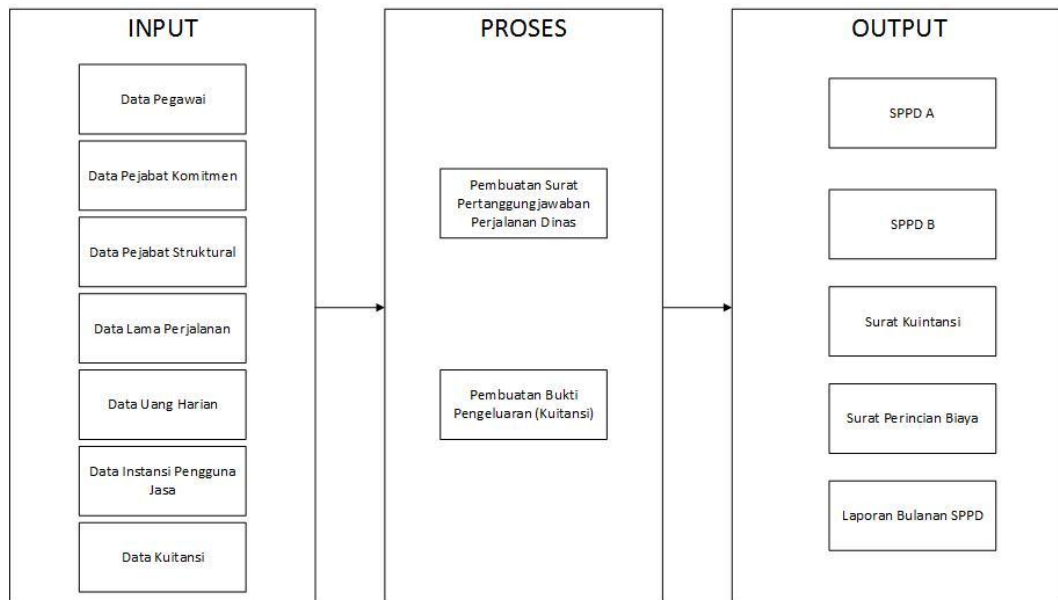 INPUT
Data Pegawai
Data Pejabat Komitmen
Data Pejabat Struktural
Data Lama Perjalanan
Data Uang Harian
Data Instansi Pengguna
Jasa
Data Kuitansi
PROSES
Pembuatan Surat
Pertanggungjawaban
Perjalanan Dinas
Pembuatan Bukti
Pengeluaran (Kuitansi)
OUTPUT
SPPD A
SPPD B
Surat Kuintansi
Surat Perincian Biaya
Laporan Bulanan SPPD